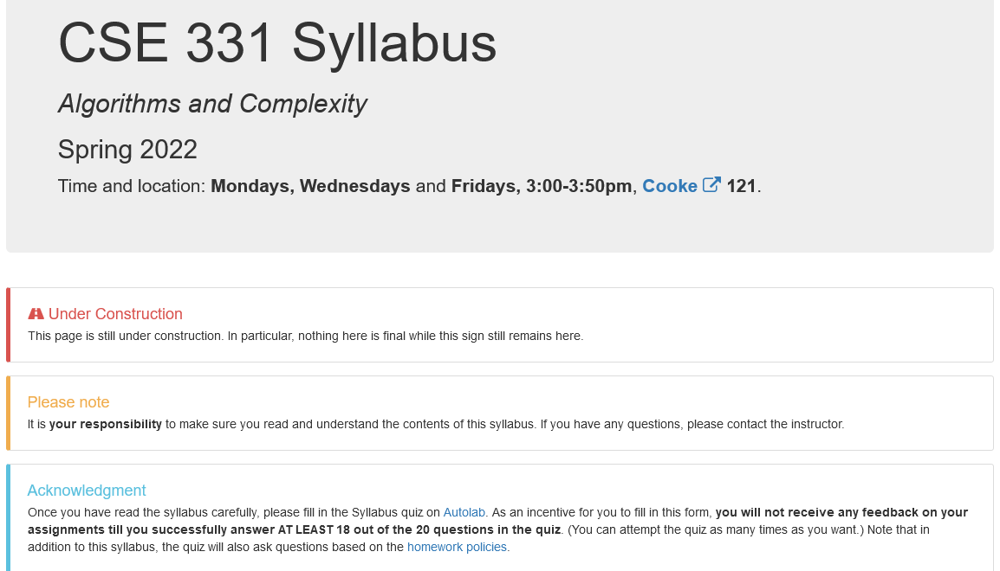 CSE 331 Syllabus
Algorithms and Complexity
Spring 2022
Time and location: Mondays, Wednesdays and Fridays, 3:00-3:50pm, Cooke 121.
Under Construction
This page is still under construction. In particular, nothing here is final while this sign still remains here.
Please note
It is your responsibility to make sure you read and understand the contents of this syllabus. If you have any questions, please contact the instructor.
Acknowledgment
Once you have read the syllabus carefully, please fill in the Syllabus quiz on Autolab. As an incentive for you to fill in this form, you will not receive any feedback on your
assignments till you successfully answer AT LEAST 18 out of the 20 questions in the quiz. (You can attempt the quiz as many times as you want.) Note that in
addition to this syllabus, the quiz will also ask questions based on the homework policies.